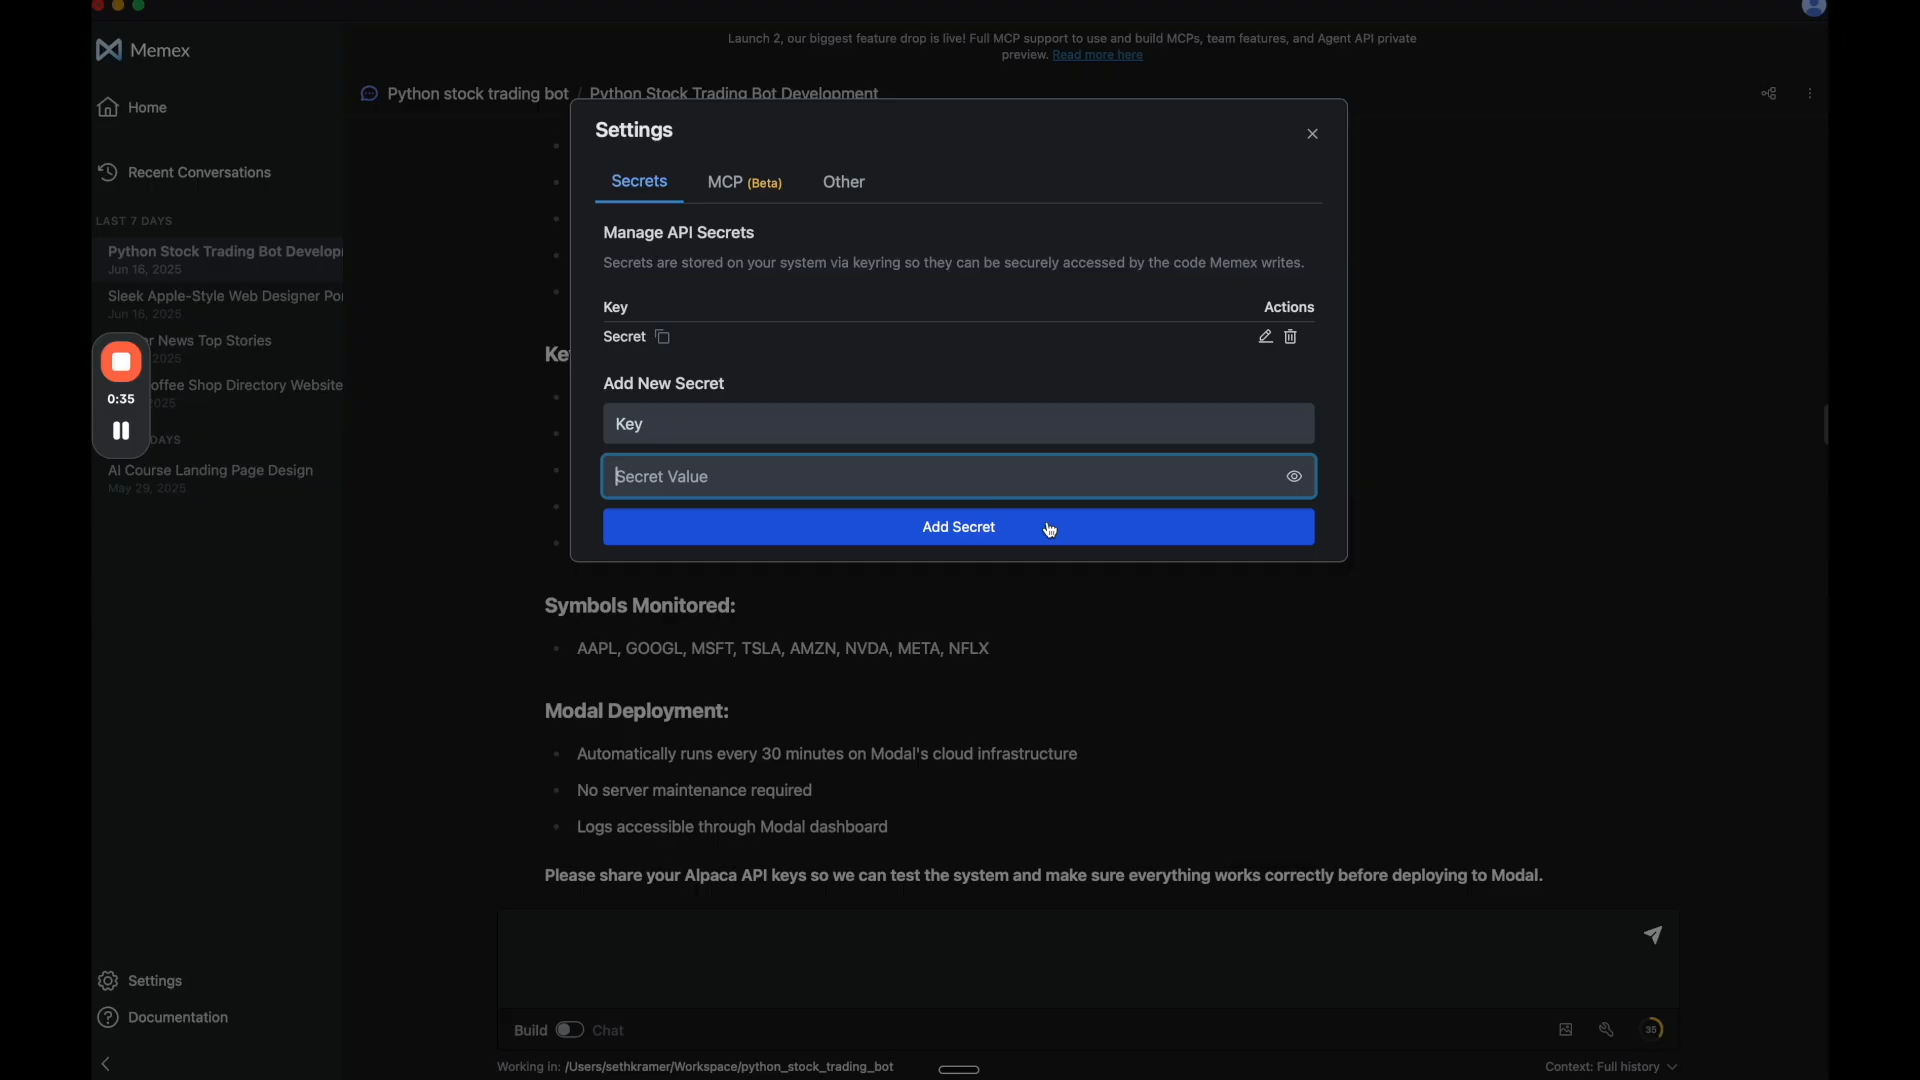 Memex
Launch 2, our biggest feature drop is live! Full MCP support to use and build MCPs, team features, and Agent API private
preview. Read more here
Home
Python stock trading bot / Python Stock Trading Bot Development
Recent Conversations
LAST 7 DAYS
Python Stock Trading Bot Develop
Jun 16, 2025
Sleek Apple-Style Web Designer Po
Jun 16, 2025
r News Top Stories
2025
offee Shop Directory Website
2025
0:35
DAYS
AI Course Landing Page Design
May 29, 2025
Settings
Documentation
Settings
Secrets
MCP (Beta)
Other
Manage API Secrets
Secrets are stored on your system via keyring so they can be securely accessed by the code Memex writes.
Key
Actions
Secret
Add New Secret
Key
Secret Value
Add Secret
Ke
Symbols Monitored:
AAPL, GOOGL, MSFT, TSLA, AMZN, NVDA, META, NFLX
Modal Deployment:
Automatically runs every 30 minutes on Modal's cloud infrastructure
No server maintenance required
Logs accessible through Modal dashboard
Please share your Alpaca API keys so we can test the system and make sure everything works correctly before deploying to Modal.
Build
Chat
35
Working in: /Users/sethkramer/Workspace/python_stock_trading_bot
Context: Full history